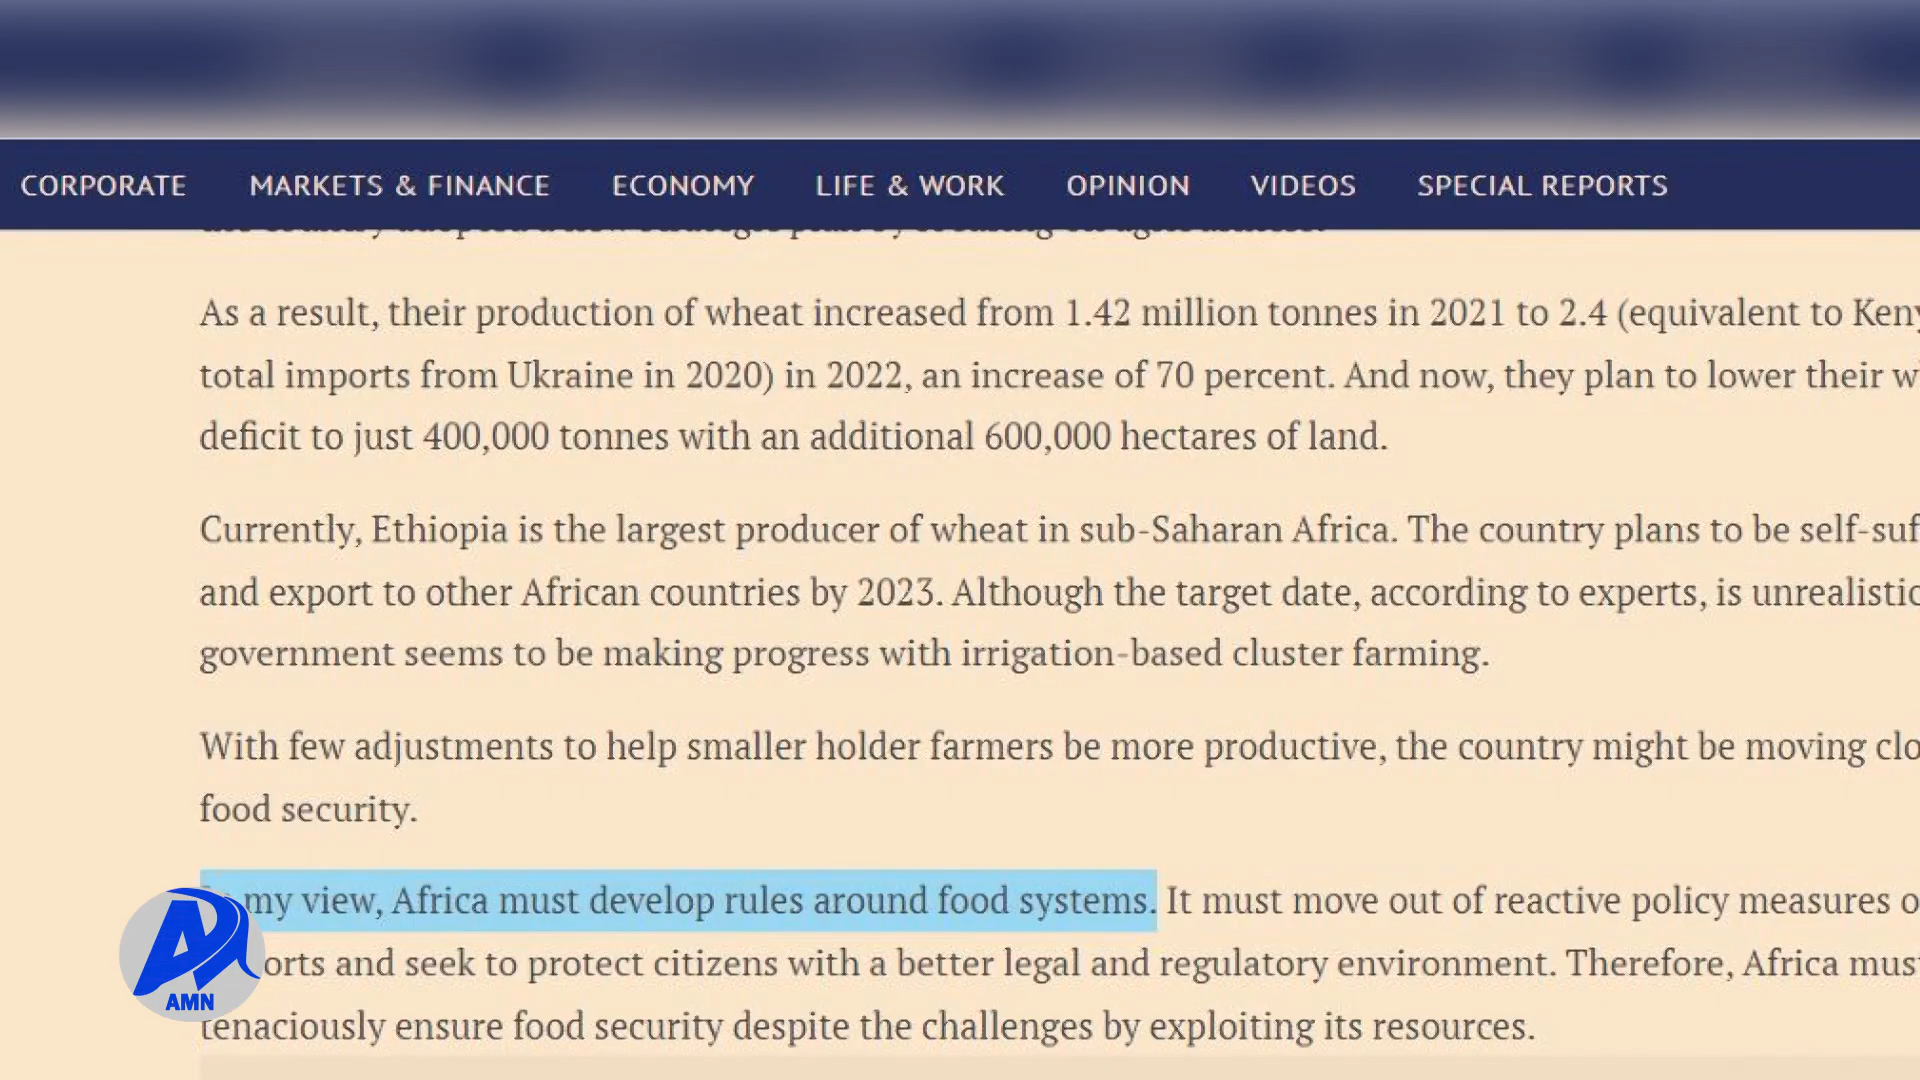 CORPORATE MARKETS & FINANCE ECONOMY LIFE & WORK OPINION VIDEOS SPECIAL REPORTS
As a result, their production of wheat increased from 1.42 million tonnes in 2021 to 2.4 (equivalent to
total imports from Ukraine in 2020) in 2022, an increase of 70 percent. And now, they plan to lower their
deficit to just 400,000 tonnes with an additional 600,000 hectares of land.
Currently, Ethiopia is the largest producer of wheat in sub-Saharan Africa. The country plans to be
and export to other African countries by 2023. Although the target date, according to experts, is
government seems to be making progress with irrigation-based cluster farming.
With few adjustments to help smaller holder farmers be more productive, the country might be moving
food security.
my view, Africa must develop rules around food systems. It must move out of reactive policy measures
orts and seek to protect citizens with a better legal and regulatory environment. Therefore, Africa
tenaciously ensure food security despite the challenges by exploiting its resources.
AMN